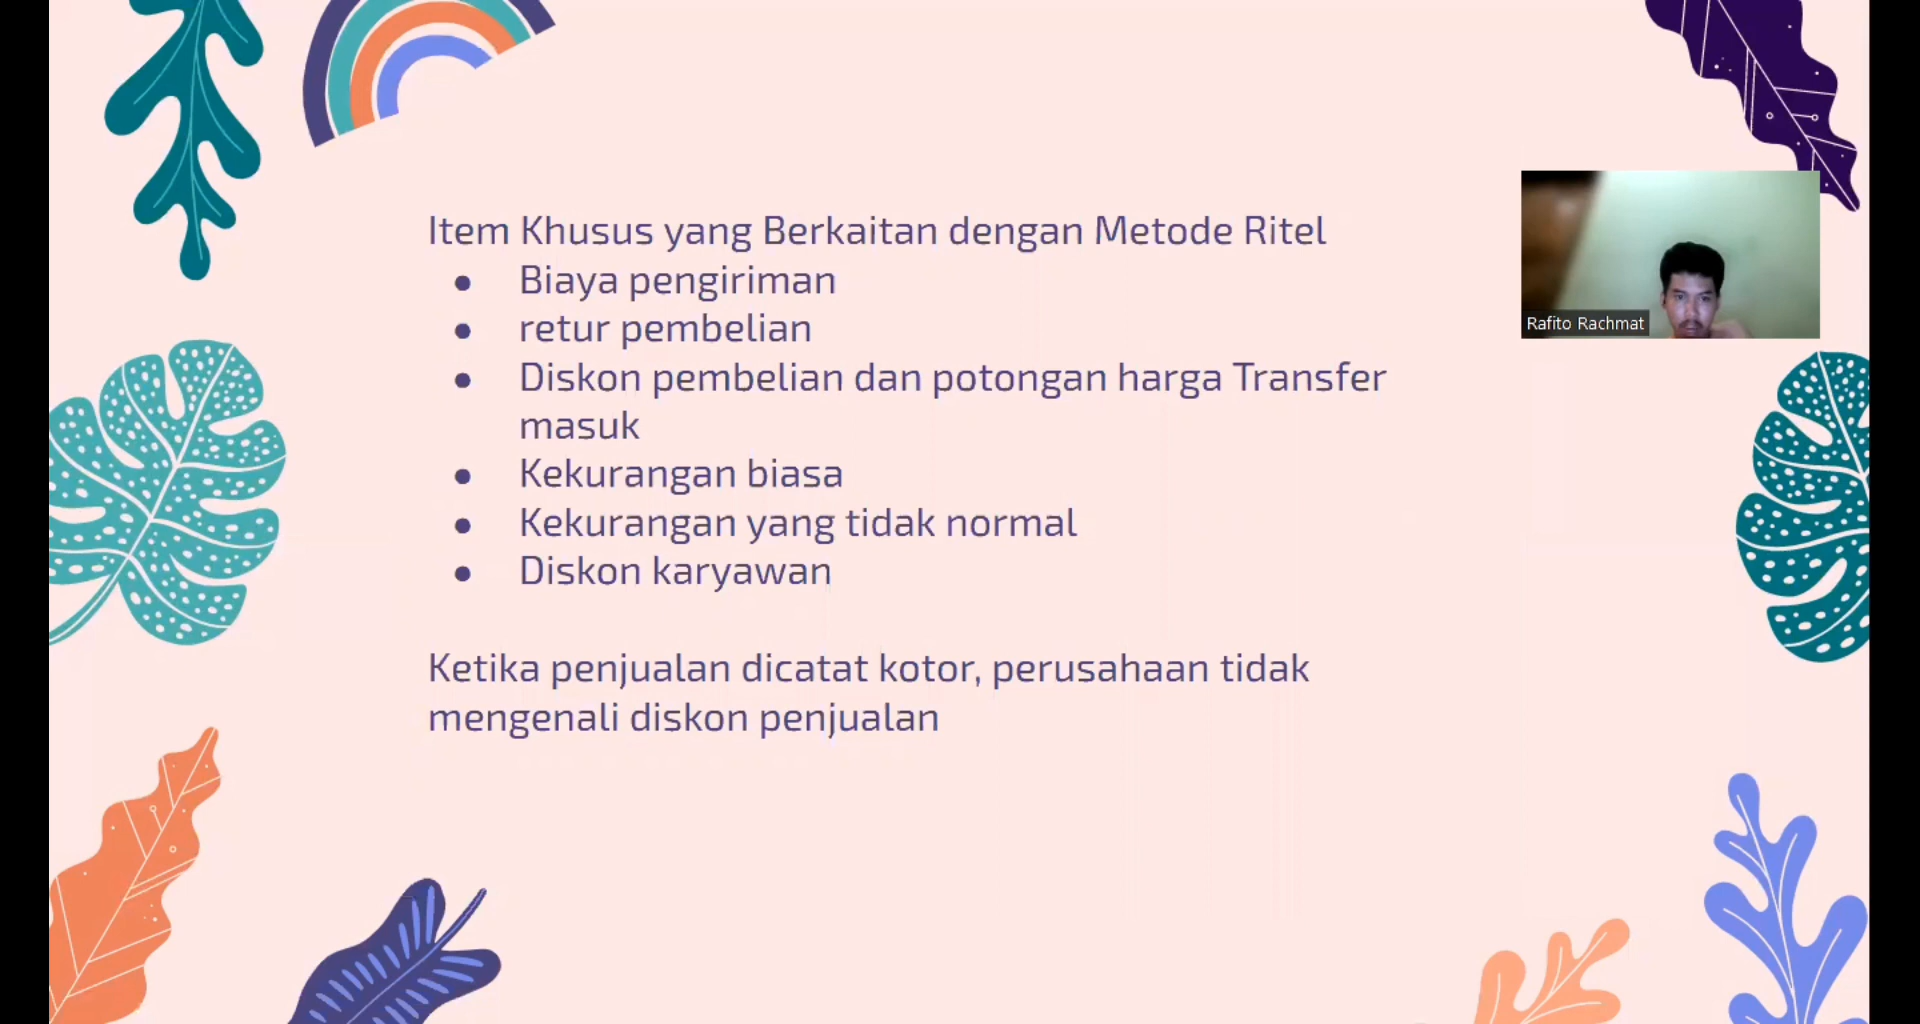 Item Khusus yang Berkaitan dengan Metode Ritel
● Biaya pengiriman
● retur pembelian
● Diskon pembelian dan potongan harga Transfer
masuk
● Kekurangan biasa
● Kekurangan yang tidak normal
● Diskon karyawan
Ketika penjualan dicatat kotor, perusahaan tidak
mengenali diskon penjualan
Rafito Rachmat